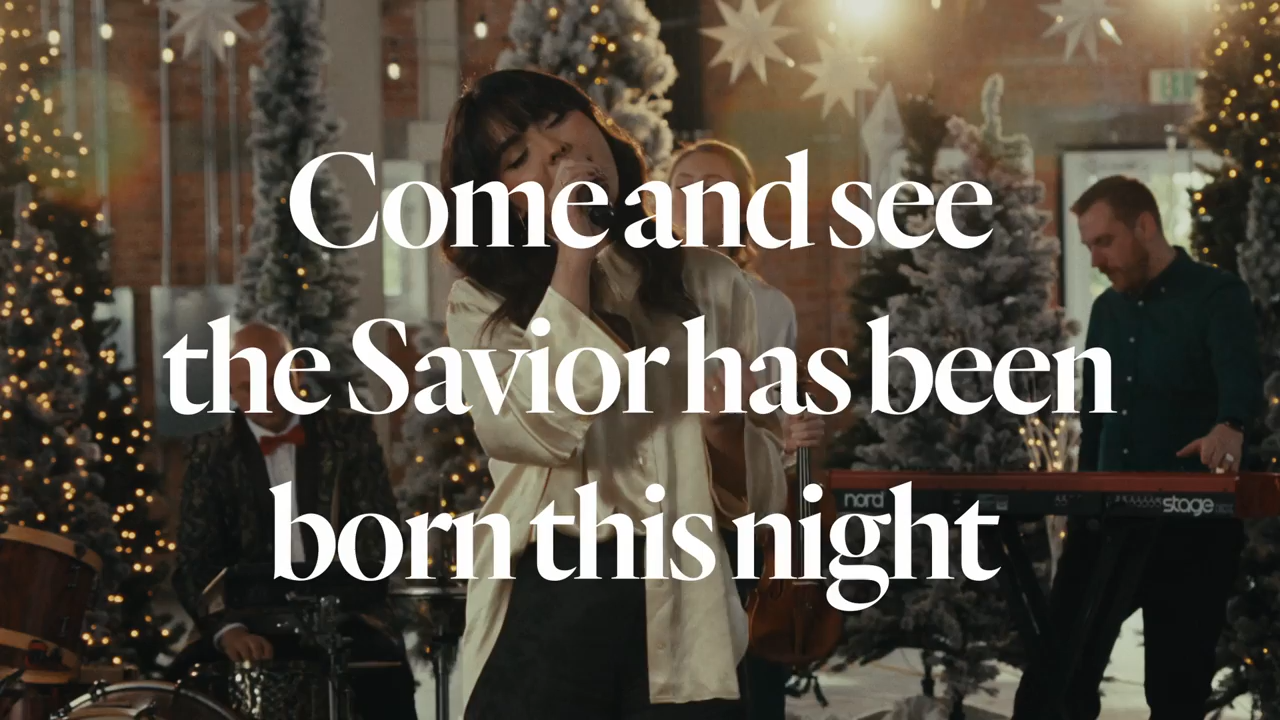 Come and see
the Savior has been
born this night
EXIT
nord
stage